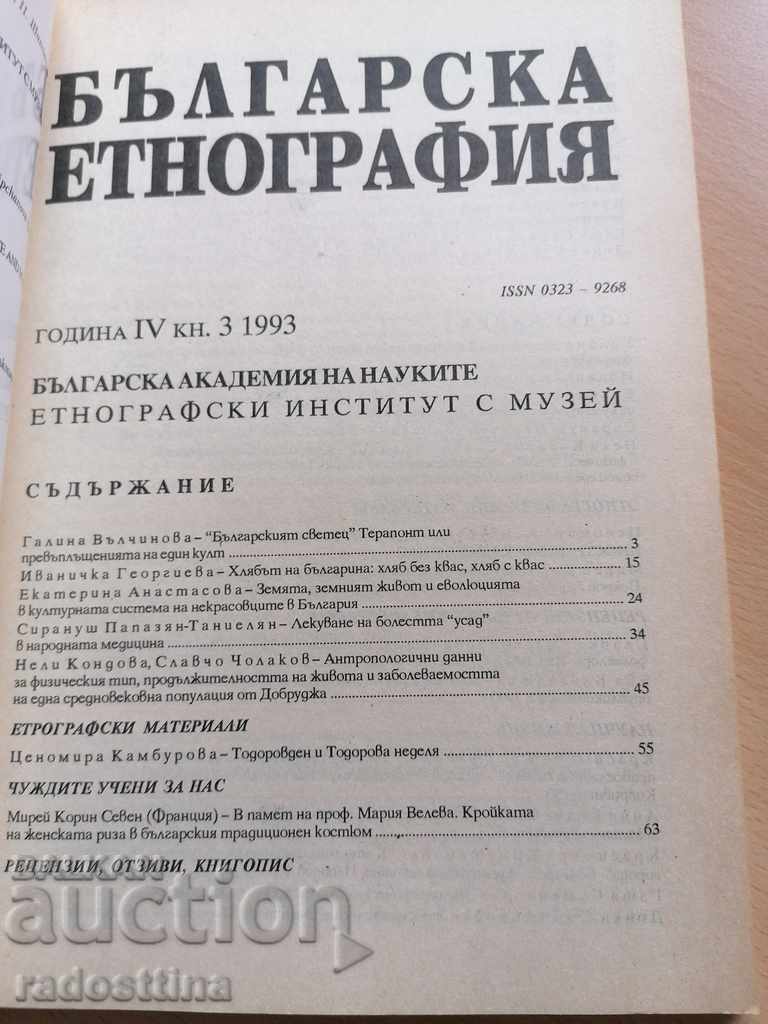 БЪЛГАРСКА
ЕТНОГРАФИЯ
ISSN 0323 – 9268
ГОДИНА IV КН. 3 1993
БЪЛГАРСКА АКАДЕМИЯ НА НАУКИТЕ
ЕТНОГРАФСКИ ИНСТИТУТ С МУЗЕЙ
СЪДЪРЖАНИЕ
Галина Вълчинова – "Българският светец" Терапонт или
превъплъщенията на един култ 3
Иваничка Георгиева – Хлябът на българина: хляб без квас, хляб с квас 15
Екатерина Анастасова – Земята, земният живот и еволюцията
в културната система на некрасовците в България 24
Сирануш Папазян-Таниелян – Лекуване на болестта "усад"
в народната медицина 34
Нели Кондова, Славчо Чолаков – Антропологични данни
за физическия тип, продължителността на живота и заболеваемостта
на една средновековна популация от Добруджа 45
ЕТРОГРАФСКИ МАТЕРИАЛИ
Ценомира Камбурова – Тодоровден и Тодорова неделя 55
ЧУЖДИТЕ УЧЕНИ ЗА НАС
Мирей Корин Севен (Франция) – В памет на проф. Мария Велева. Кройката
на женската риза в българския традиционен костюм 63
РЕЦЕНЗИИ, ОТЗИВИ, КНИГОПИС
auction
radosttina